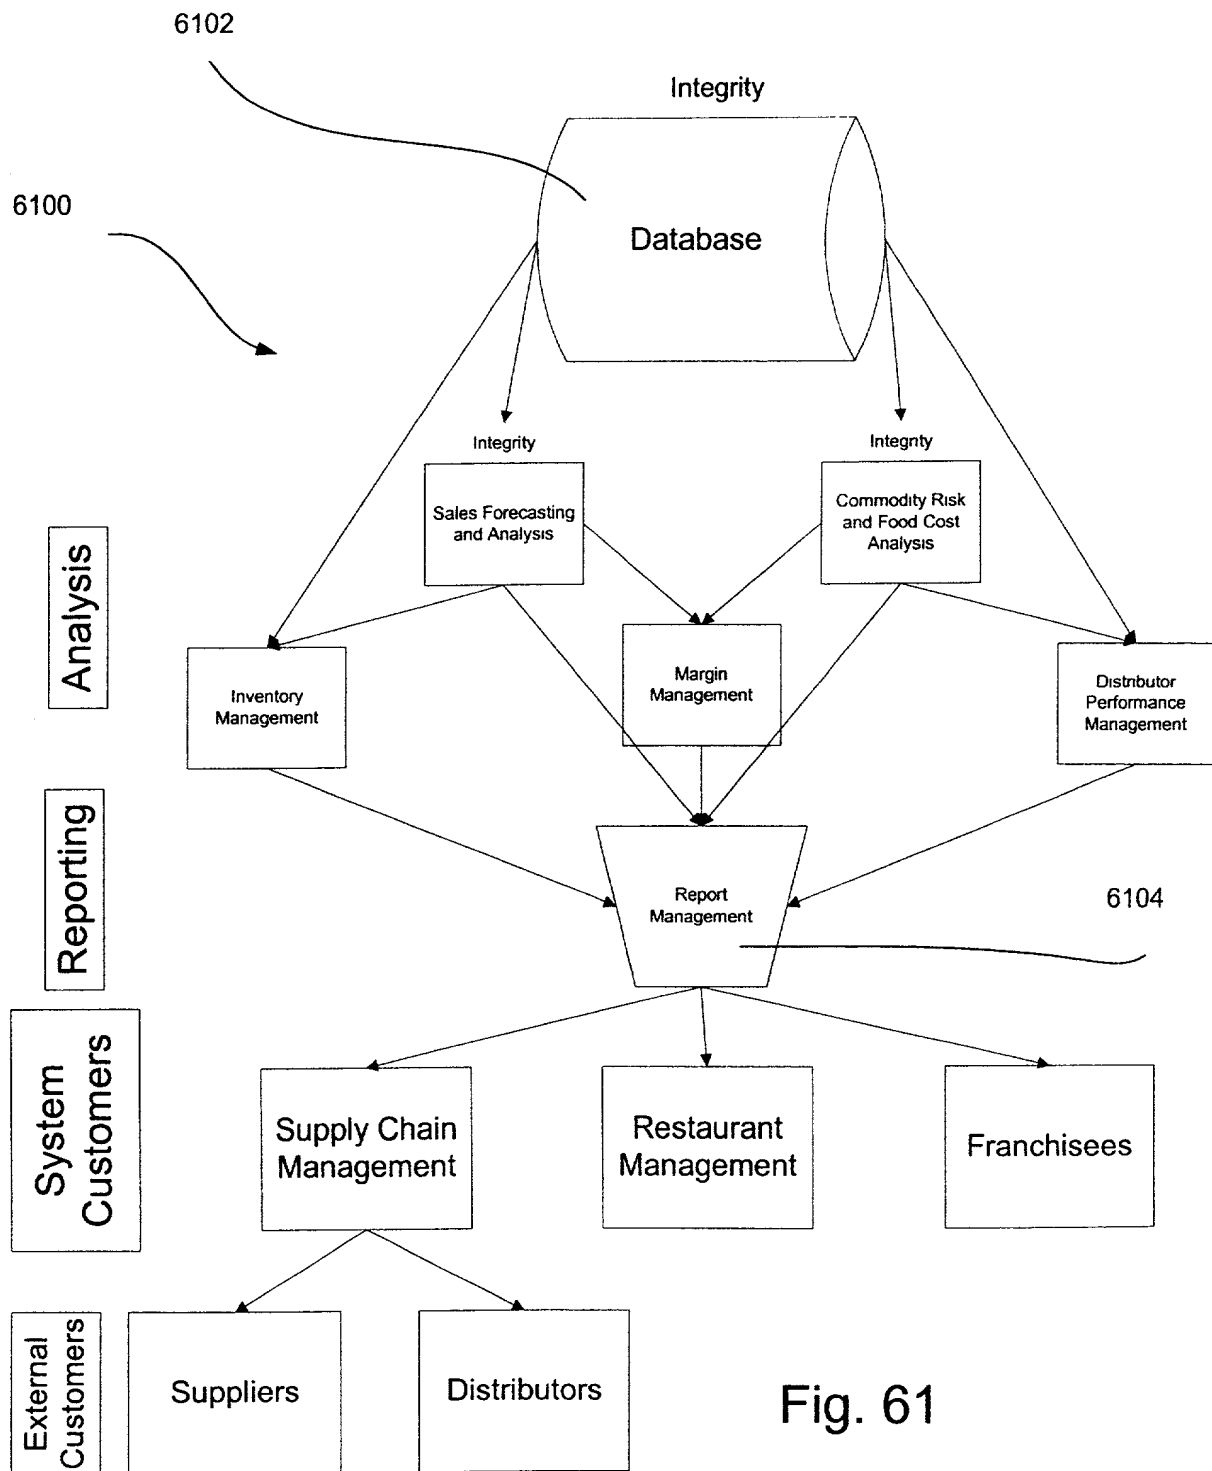 6102
Integrity
6100
Database
Integrity
Integrity
Sales Forecasting
and Analysis
Commodity Risk
and Food Cost
Analysis
Analysis
Inventory
Management
Margin
Management
Distributor
Performance
Management
Reporting
Report
Management
6104
System
Customers
Supply Chain
Management
Restaurant
Management
Franchisees
External
Customers
Suppliers
Distributors
Fig. 61